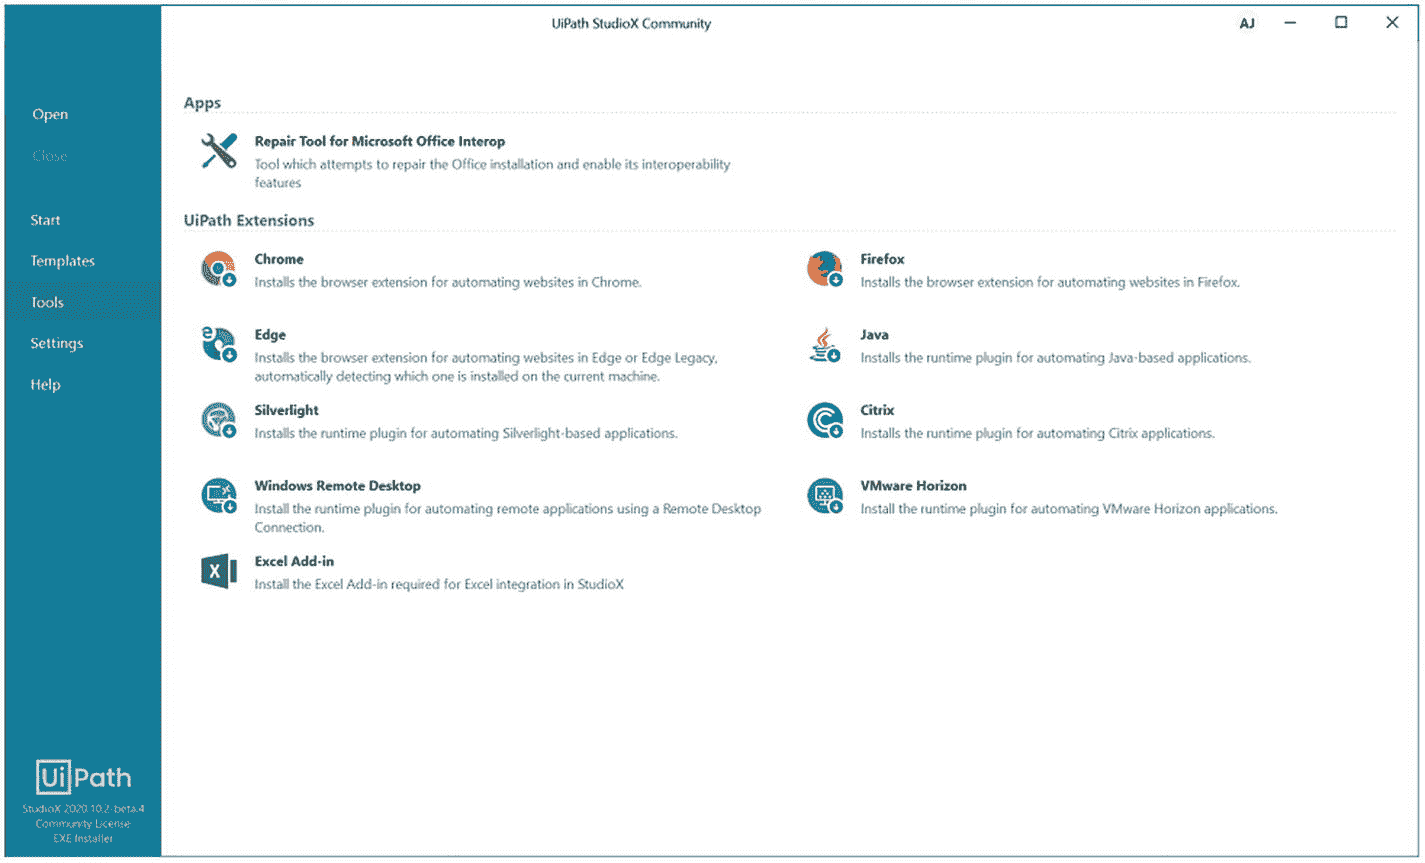 UiPath StudioX Community
AJ
Open
Close
Start
Templates
Tools
Settings
Help
Apps
Repair Tool for Microsoft Office Interop
Tool which attempts to repair the Office installation and enable its interoperability
features
UiPath Extensions
Chrome
Installs the browser extension for automating websites in Chrome.
Firefox
Installs the browser extension for automating websites in Firefox.
Edge
Installs the browser extension for automating websites in Edge or Edge Legacy,
automatically detecting which one is installed on the current machine.
Java
Installs the runtime plugin for automating Java-based applications.
Silverlight
Installs the runtime plugin for automating Silverlight-based applications.
Citrix
Installs the runtime plugin for automating Citrix applications.
Windows Remote Desktop
Install the runtime plugin for automating remote applications using a Remote Desktop
Connection.
VMware Horizon
Install the runtime plugin for automating VMware Horizon applications.
Excel Add-in
Install the Excel Add-in required for Excel integration in StudioX
UiPath
StudioX 2020.10.2-beta.4
Community License
EXE Installer